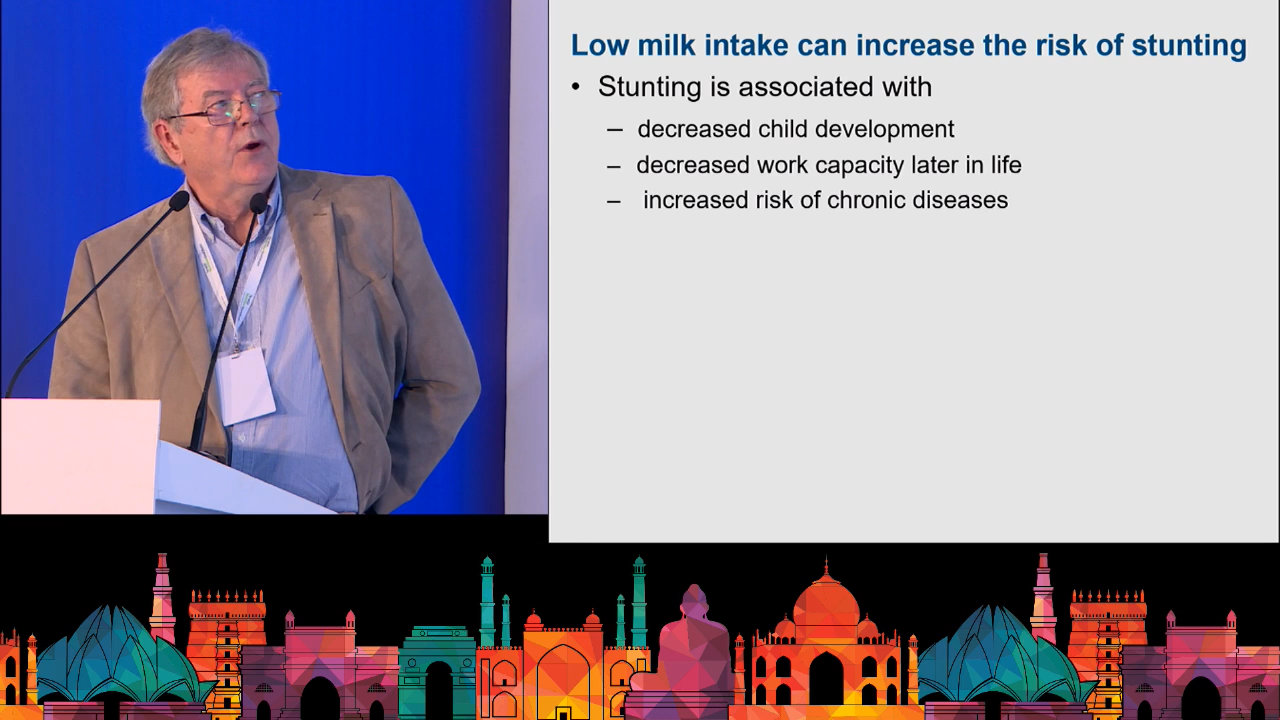 Low milk intake can increase the risk of stunting
• Stunting is associated with
– decreased child development
– decreased work capacity later in life
– increased risk of chronic diseases